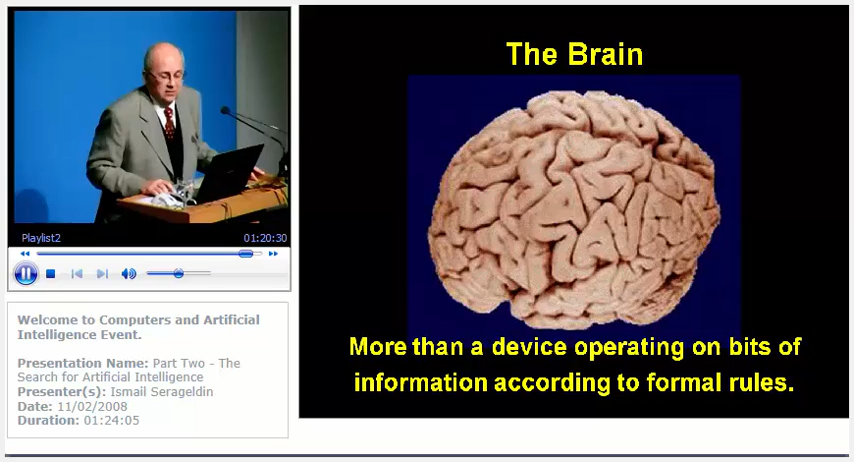 Playlist2 01:20:30
Welcome to Computers and Artificial
Intelligence Event.
Presentation Name: Part Two - The
Search for Artificial Intelligence
Presenter(s): Ismail Serageldin
Date: 11/02/2008
Duration: 01:24:05
The Brain
More than a device operating on bits of
information according to formal rules.